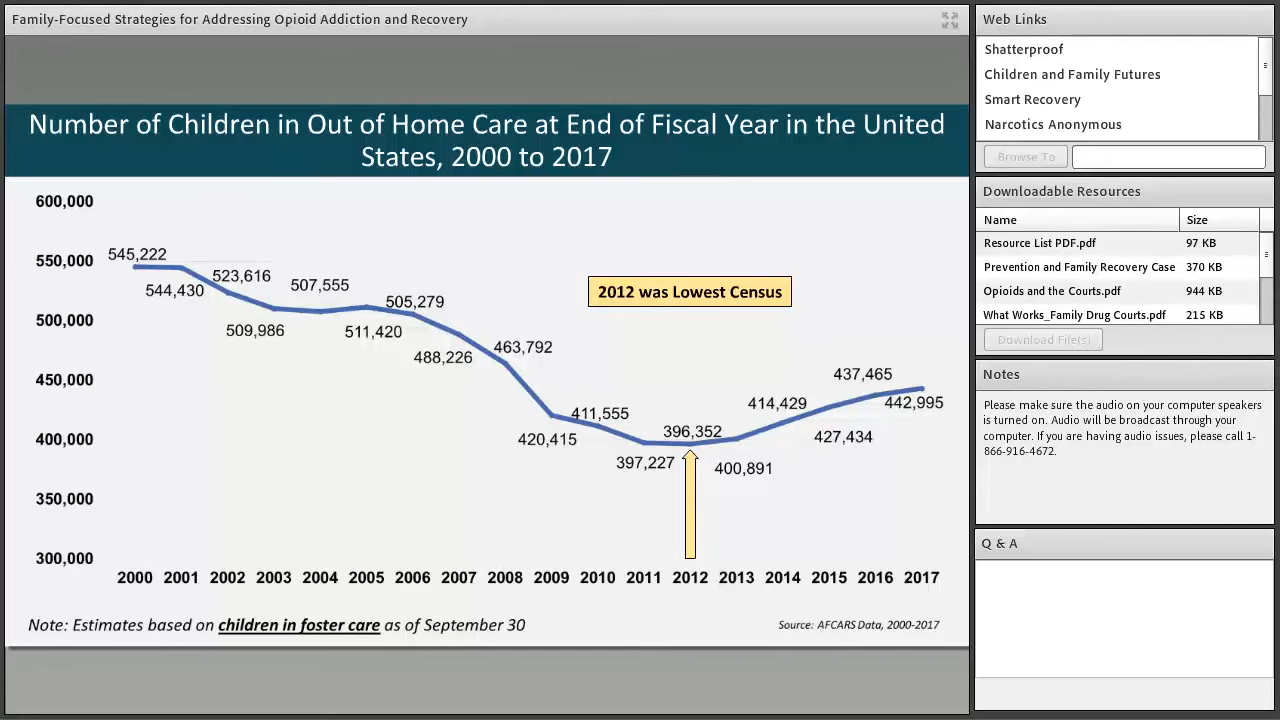 Family-Focused Strategies for Addressing Opioid Addiction and Recovery
Number of Children in Out of Home Care at End of Fiscal Year in the United
States, 2000 to 2017
600,000
550,000
500,000
450,000
400,000
350,000
300,000
545,222
544,430
523,616
509,986
507,555
511,420
505,279
488,226
463,792
420,415
411,555
397,227
396,352
400,891
414,429
427,434
437,465
442,995
2012 was Lowest Census
2000 2001 2002 2003 2004 2005 2006 2007 2008 2009 2010 2011 2012 2013 2014 2015 2016 2017
Note: Estimates based on children in foster care as of September 30
Source: AFCARS Data, 2000-2017
Web Links
Shatterproof
Children and Family Futures
Smart Recovery
Narcotics Anonymous
Browse To
Downloadable Resources
Name Size
Resource List PDF.pdf 97 KB
Prevention and Family Recovery Case 370 KB
Opioids and the Courts.pdf 944 KB
What Works_Family Drug Courts.pdf 215 KB
Download File(s)
Notes
Please make sure the audio on your computer speakers
is turned on. Audio will be broadcast through your
computer. If you are having audio issues, please call 1-
866-916-4672.
Q & A